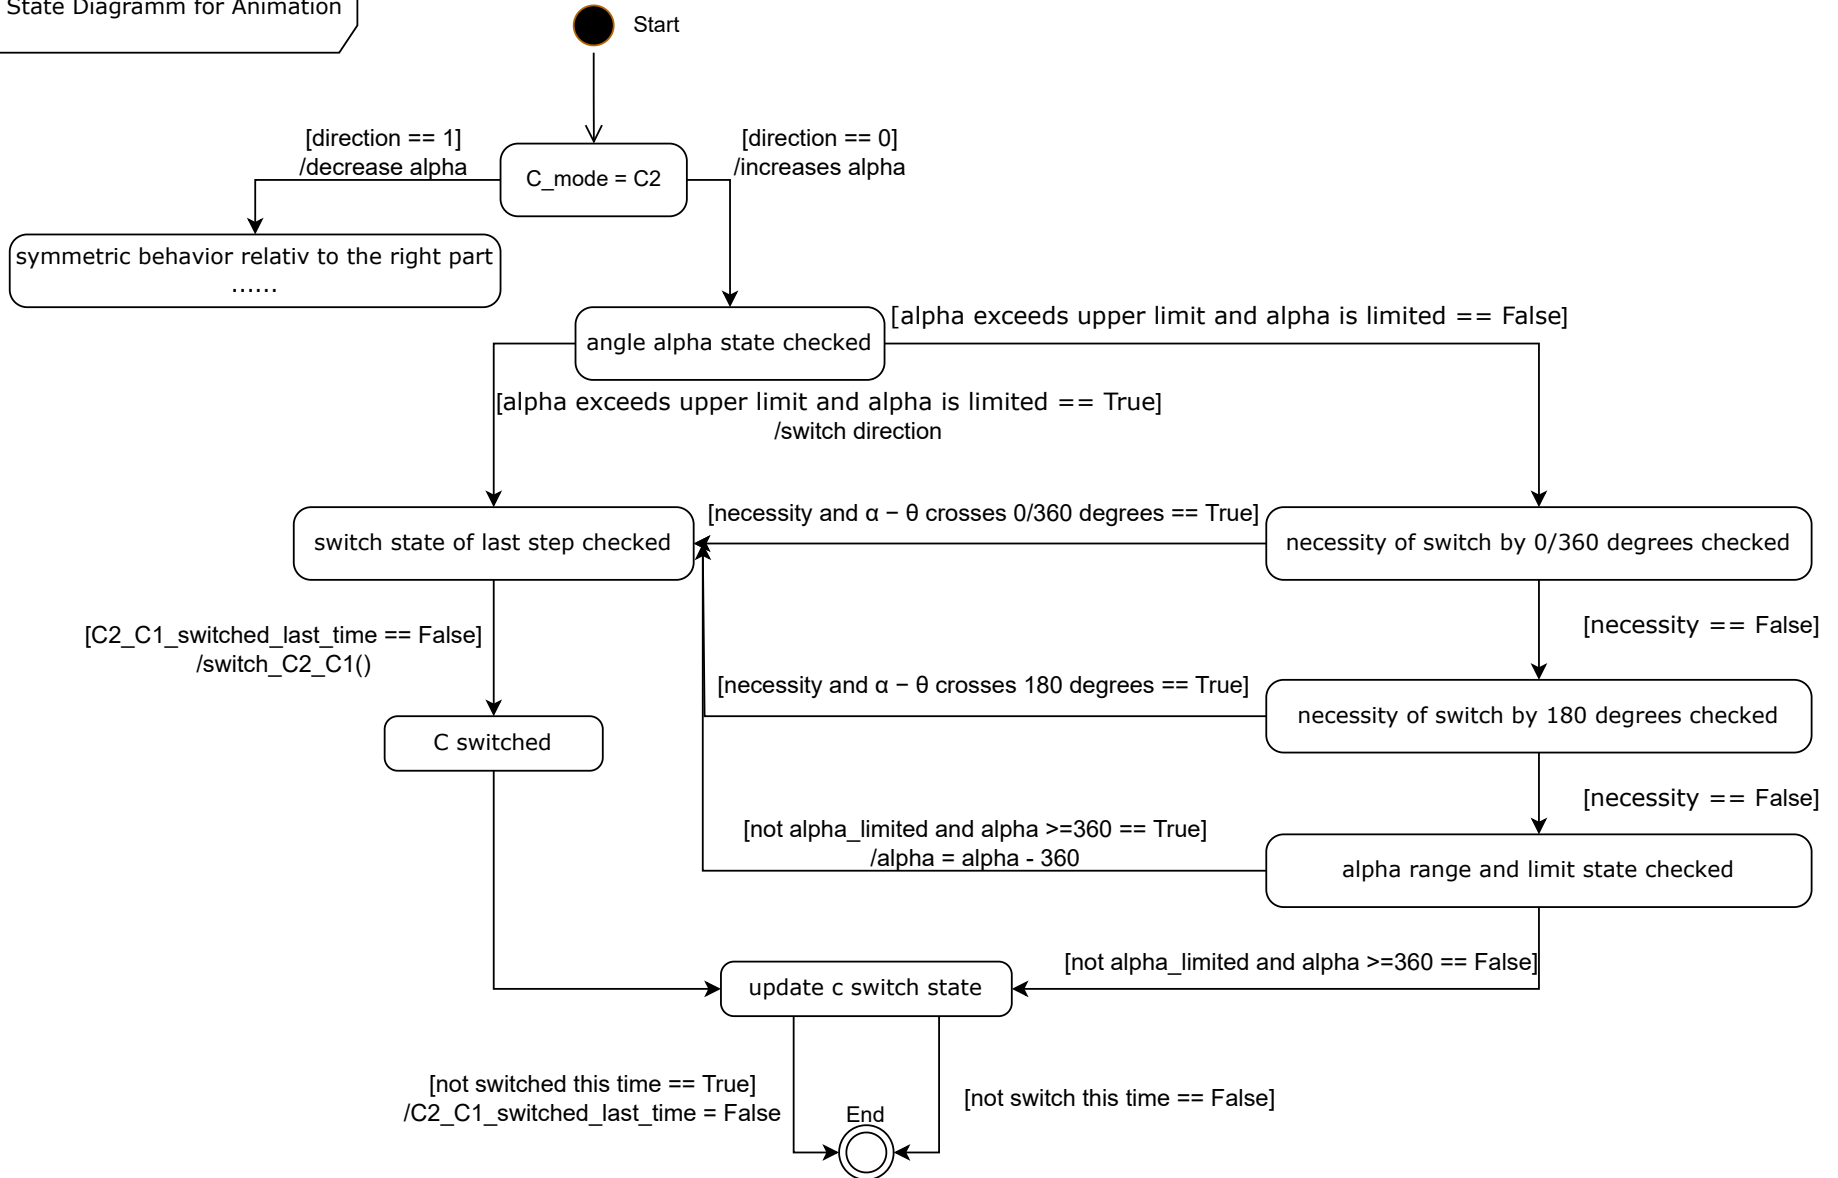 State Diagramm for Animation
Start
[direction == 1]
/decrease alpha
[direction == 0]
/increases alpha
C_mode = C2
symmetric behavior relativ to the right part
......
[alpha exceeds upper limit and alpha is limited == False]
angle alpha state checked
[alpha exceeds upper limit and alpha is limited == True]
/switch direction
[necessity and α − θ crosses 0/360 degrees == True]
switch state of last step checked
necessity of switch by 0/360 degrees checked
[C2_C1_switched_last_time == False]
/switch_C2_C1()
[necessity == False]
[necessity and α − θ crosses 180 degrees == True]
necessity of switch by 180 degrees checked
C switched
[necessity == False]
[not alpha_limited and alpha >=360 == True]
/alpha = alpha - 360
alpha range and limit state checked
[not alpha_limited and alpha >=360 == False]
update c switch state
[not switched this time == True]
/C2_C1_switched_last_time = False
[not switch this time == False]
End